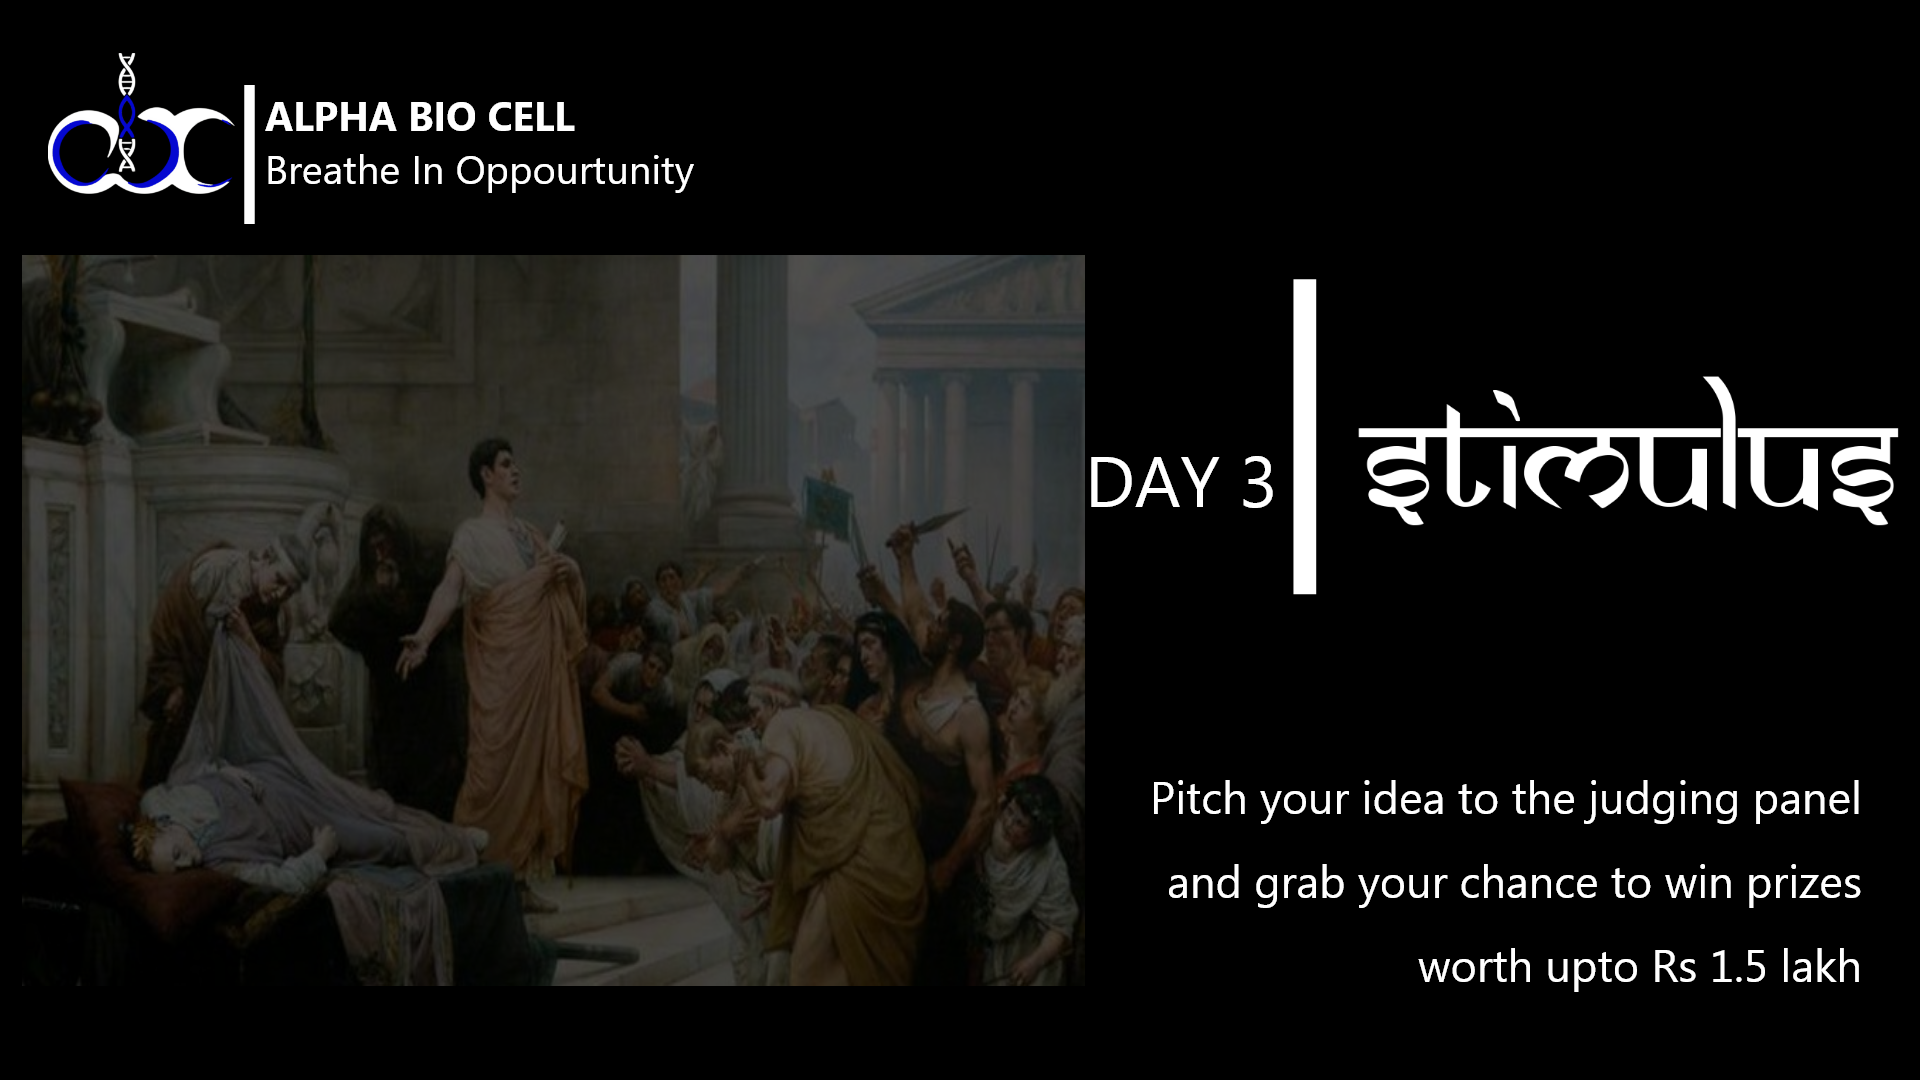 abc
ALPHA BIO CELL
Breathe In Oppourtunity
DAY 3
stimulus
Pitch your idea to the judging panel
and grab your chance to win prizes
worth upto Rs 1.5 lakh